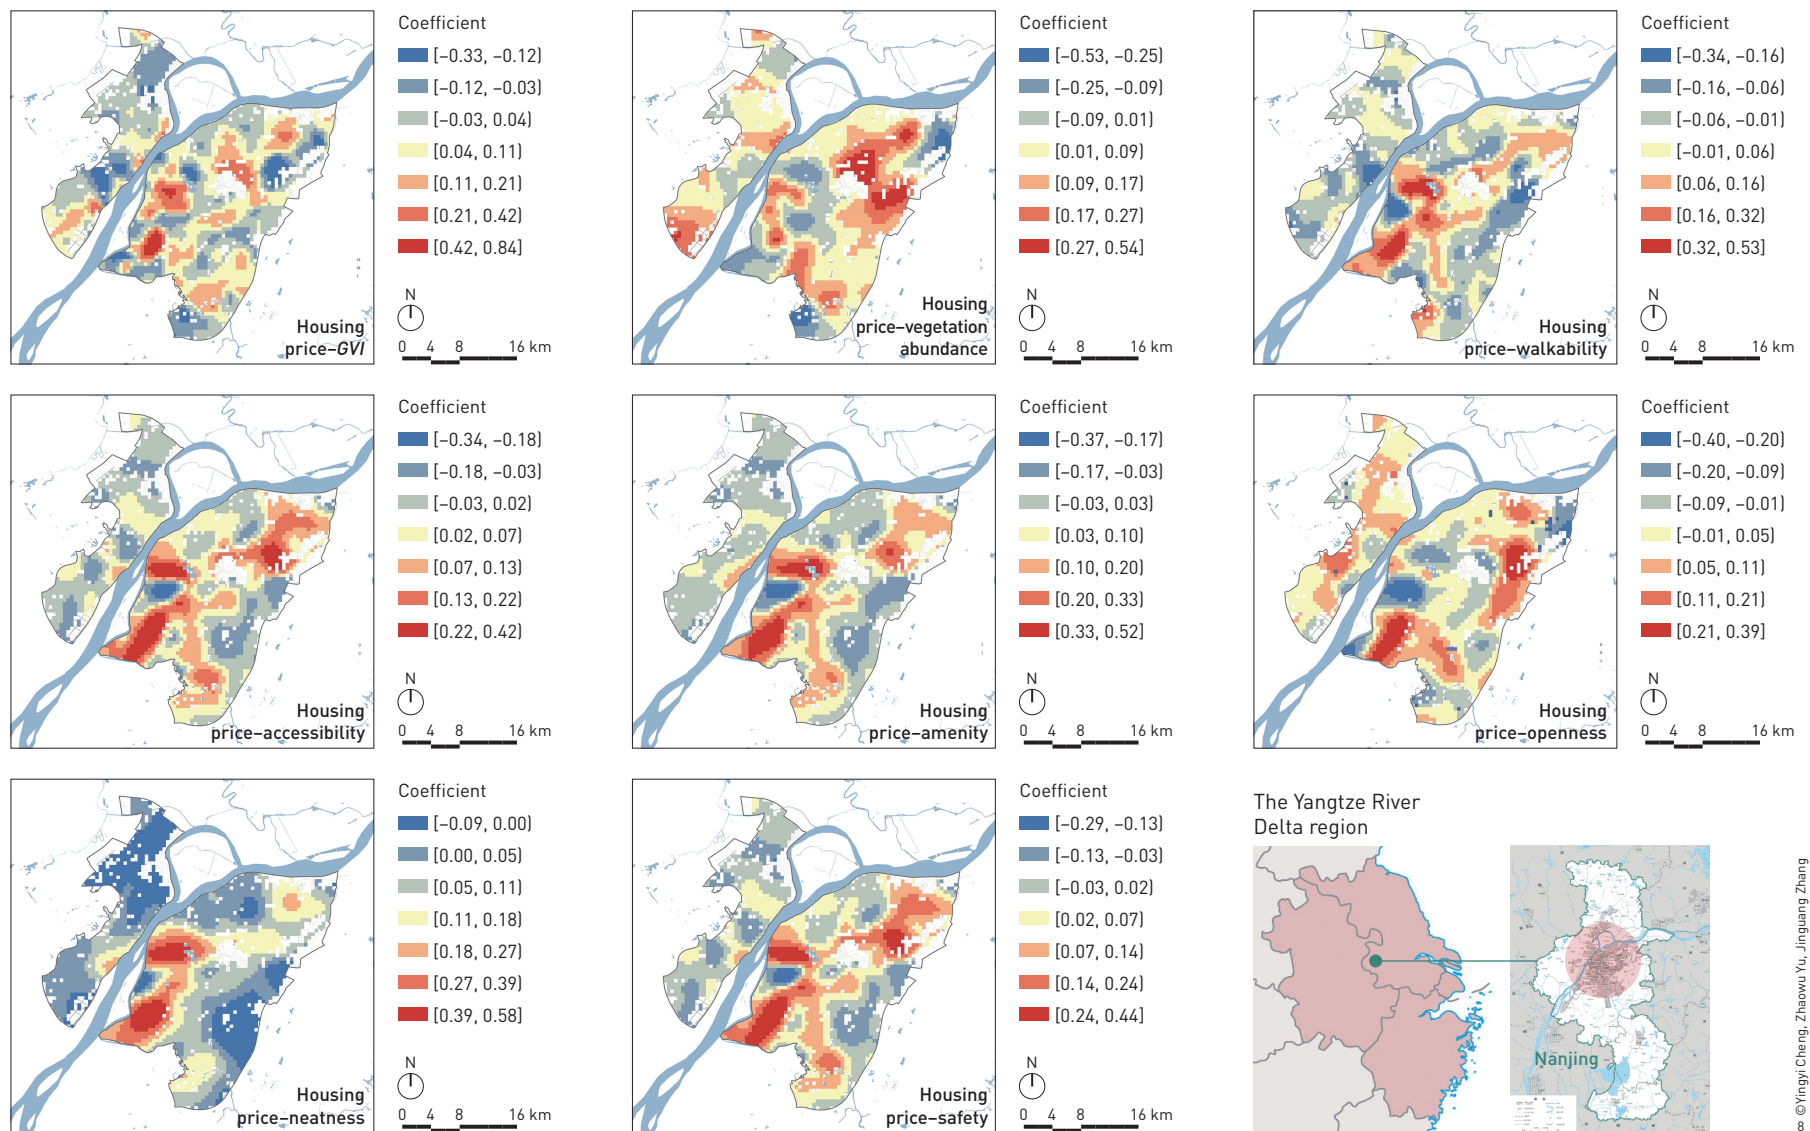 Coefficient
[−0.33, −0.12)
[−0.12, −0.03)
[−0.03, 0.04)
[0.04, 0.11)
[0.11, 0.21)
[0.21, 0.42)
[0.42, 0.84]
N
0 4 8 16 km
Housing
price–GVI
Coefficient
[−0.53, −0.25)
[−0.25, −0.09)
[−0.09, 0.01)
[0.01, 0.09)
[0.09, 0.17)
[0.17, 0.27)
[0.27, 0.54]
N
0 4 8 16 km
Housing
price–vegetation
abundance
Coefficient
[−0.34, −0.16)
[−0.16, −0.06)
[−0.06, −0.01)
[−0.01, 0.06)
[0.06, 0.16)
[0.16, 0.32)
[0.32, 0.53]
N
0 4 8 16 km
Housing
price–walkability
Coefficient
[−0.34, −0.18)
[−0.18, −0.03)
[−0.03, 0.02)
[0.02, 0.07)
[0.07, 0.13)
[0.13, 0.22)
[0.22, 0.42]
N
0 4 8 16 km
Housing
price–accessibility
Coefficient
[−0.37, −0.17)
[−0.17, −0.03)
[−0.03, 0.03)
[0.03, 0.10)
[0.10, 0.20)
[0.20, 0.33)
[0.33, 0.52]
N
0 4 8 16 km
Housing
price–amenity
Coefficient
[−0.40, −0.20)
[−0.20, −0.09)
[−0.09, −0.01)
[−0.01, 0.05)
[0.05, 0.11)
[0.11, 0.21)
[0.21, 0.39]
N
0 4 8 16 km
Housing
price–openness
Coefficient
[−0.09, 0.00)
[0.00, 0.05)
[0.05, 0.11)
[0.11, 0.18)
[0.18, 0.27)
[0.27, 0.39)
[0.39, 0.58]
N
0 4 8 16 km
Housing
price–neatness
Coefficient
[−0.29, −0.13)
[−0.13, −0.03)
[−0.03, 0.02)
[0.02, 0.07)
[0.07, 0.14)
[0.14, 0.24)
[0.24, 0.44]
N
0 4 8 16 km
Housing
price–safety
The Yangtze River
Delta region
Nanjing
8 ©Yingyi Cheng, Zhaowu Yu, Jinguang Zhang